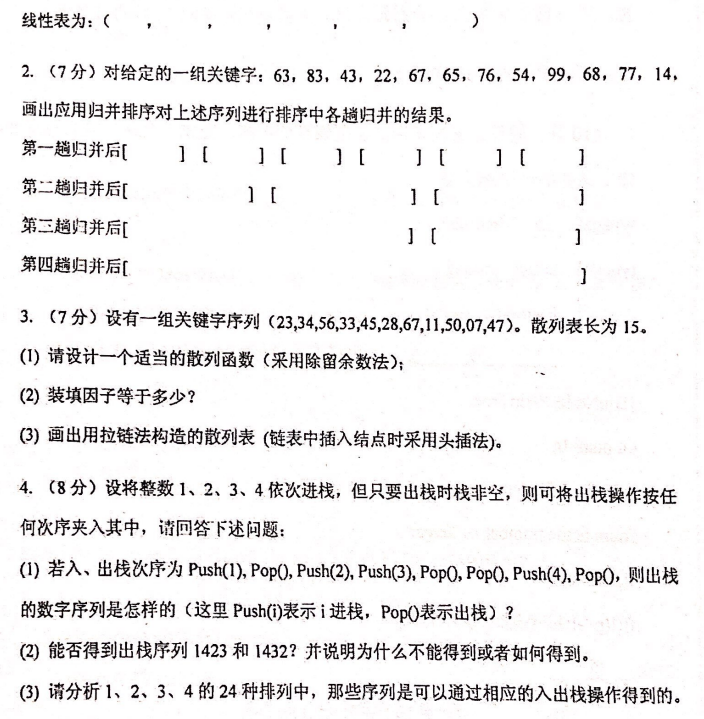 线性表为：（ ， ， ， ， ， ）
2. （7 分）对给定的一组关键字：63，83，43，22，67，65，76，54，99，68，77，14，
画出应用归并排序对上述序列进行排序中各趟归并的结果。
第一趟归并后[ ] [ ] [ ] [ ] [ ] [ ]
第二趟归并后[ ] [ ] [ ]
第三趟归并后[ ] [ ]
第四趟归并后[ ]
3. （7 分）设有一组关键字序列（23,34,56,33,45,28,67,11,50,07,47）。散列表长为 15。
(1) 请设计一个适当的散列函数（采用除留余数法）；
(2) 装填因子等于多少？
(3) 画出用拉链法构造的散列表 (链表中插入结点时采用头插法)。
4. （8 分）设将整数 1、2、3、4 依次进栈，但只要出栈时栈非空，则可将出栈操作按任
何次序夹入其中，请回答下述问题：
(1) 若入、出栈次序为 Push(1), Pop(), Push(2), Push(3), Pop(), Pop(), Push(4), Pop()，则出栈
的数字序列是怎样的（这里 Push(i)表示 i 进栈，Pop()表示出栈）？
(2) 能否得到出栈序列 1423 和 1432？并说明为什么不能得到或者如何得到。
(3) 请分析 1、2、3、4 的 24 种排列中，那些序列是可以通过相应的入出栈操作得到的。